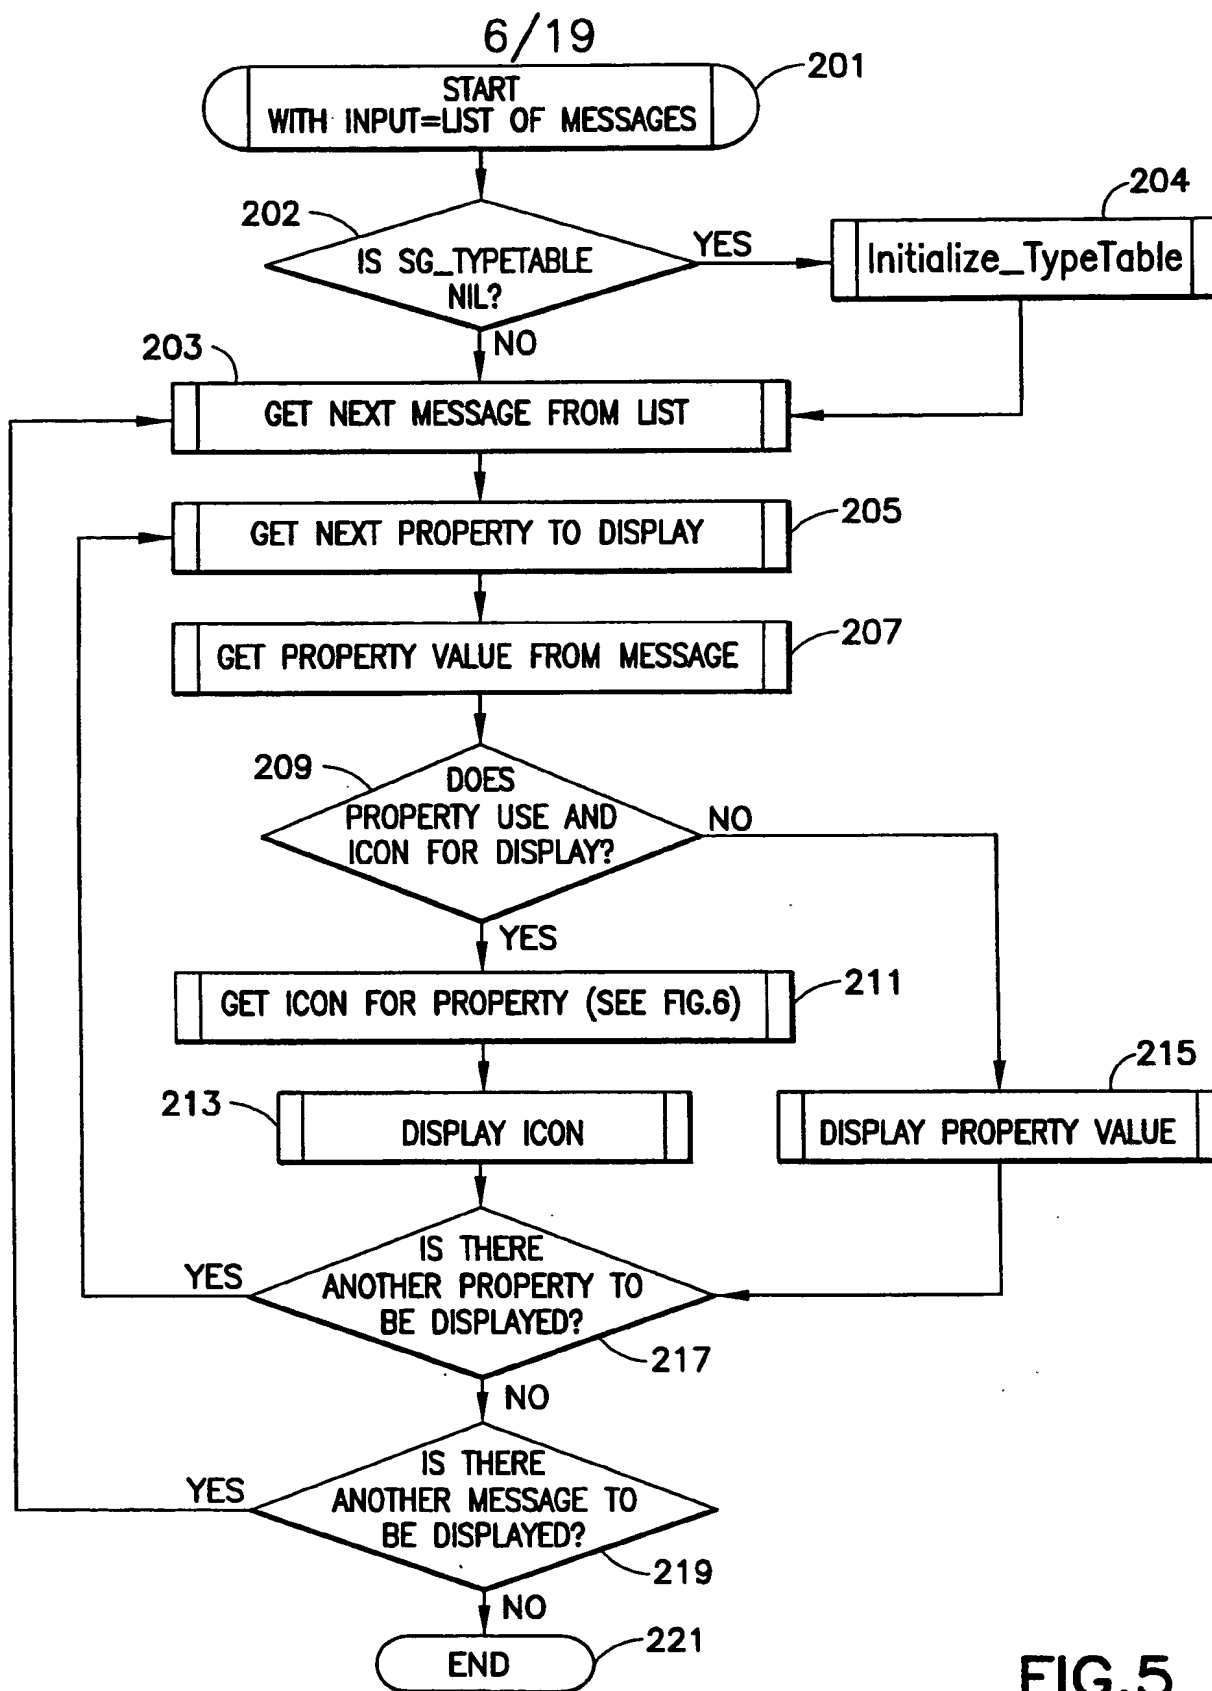 6/19
START
WITH INPUT=LIST OF MESSAGES
201
202
IS SG_TYPETABLE
NIL?
YES
204
Initialize_TypeTable
NO
203
GET NEXT MESSAGE FROM LIST
GET NEXT PROPERTY TO DISPLAY
205
GET PROPERTY VALUE FROM MESSAGE
207
209
DOES
PROPERTY USE AND
ICON FOR DISPLAY?
NO
YES
GET ICON FOR PROPERTY (SEE FIG.6)
211
213
DISPLAY ICON
215
DISPLAY PROPERTY VALUE
IS THERE
ANOTHER PROPERTY TO
BE DISPLAYED?
YES
217
NO
IS THERE
ANOTHER MESSAGE TO
BE DISPLAYED?
YES
219
NO
END
221
FIG.5